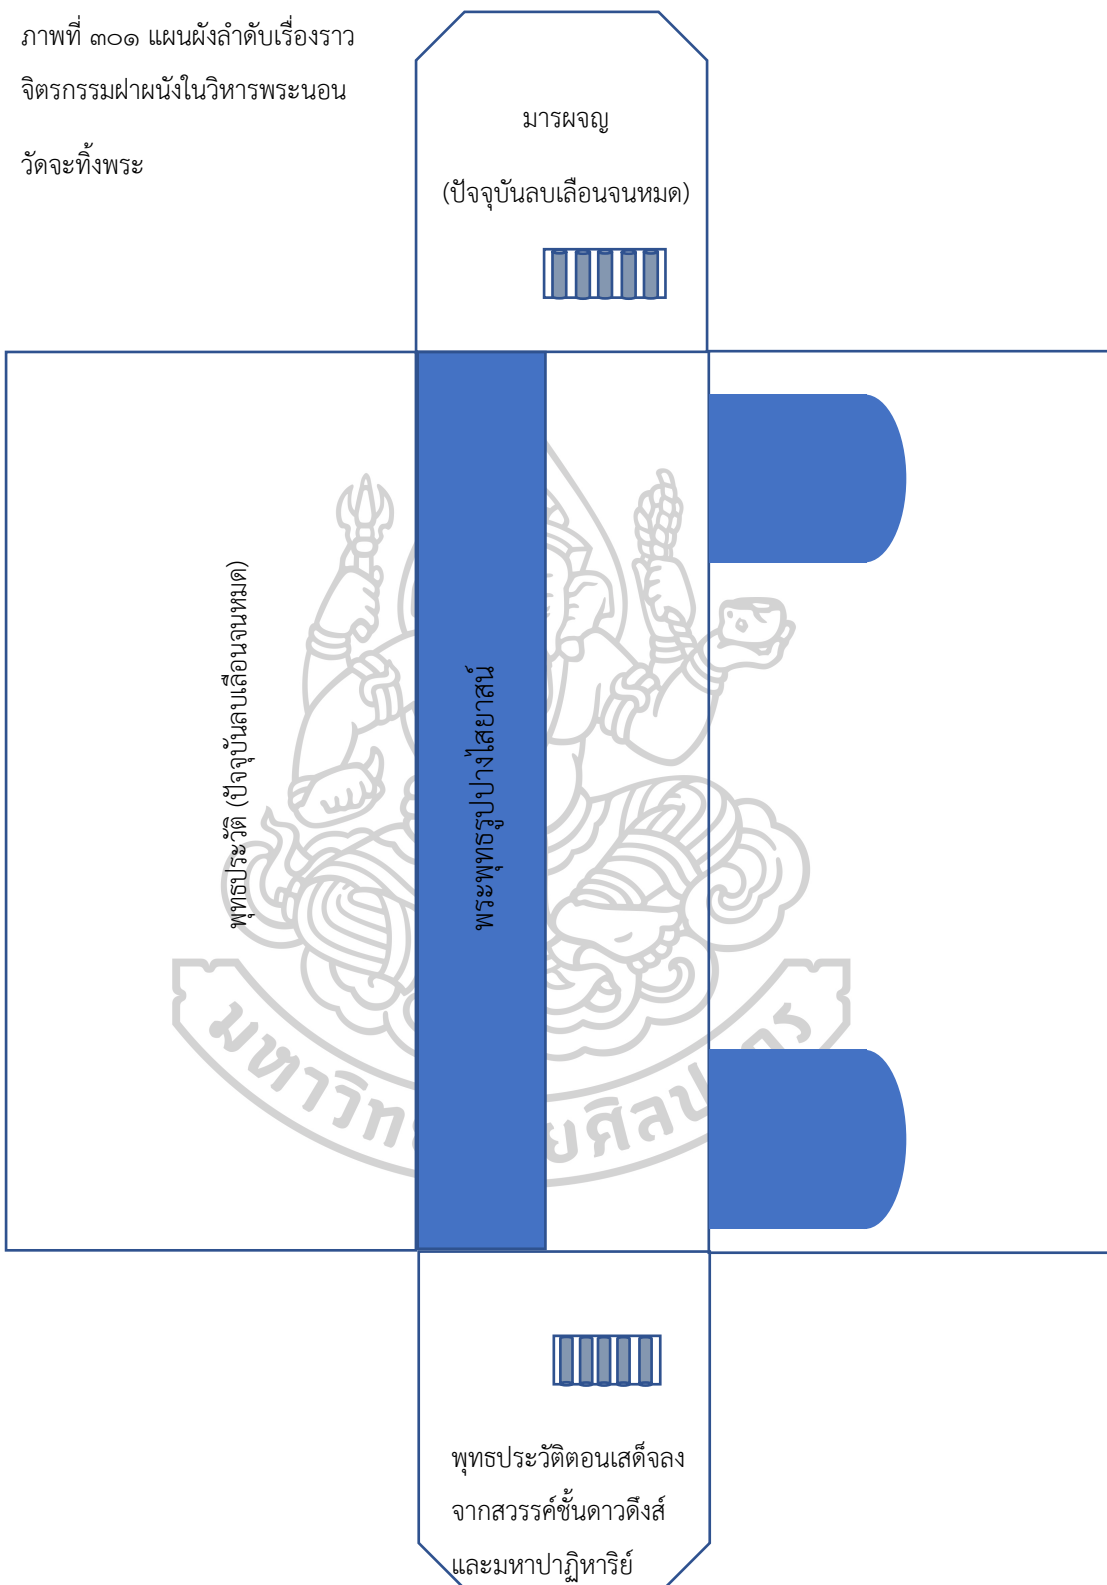 ภาพที่ ๓๐๑ แผนผังลำดับเรื่องราว
จิตรกรรมฝาผนังในวิหารพระนอน
วัดจะทิ้งพระ
มารผจญ
(ปัจจุบันลบเลือนจนหมด)
พุทธประวัติ (ปัจจุบันลบเลือนจนหมด)
พระพุทธรูปปางไสยาสน์
พุทธประวัติตอนเสด็จลง
จากสวรรค์ชั้นดาวดึงส์
และมหาปาฏิหาริย์